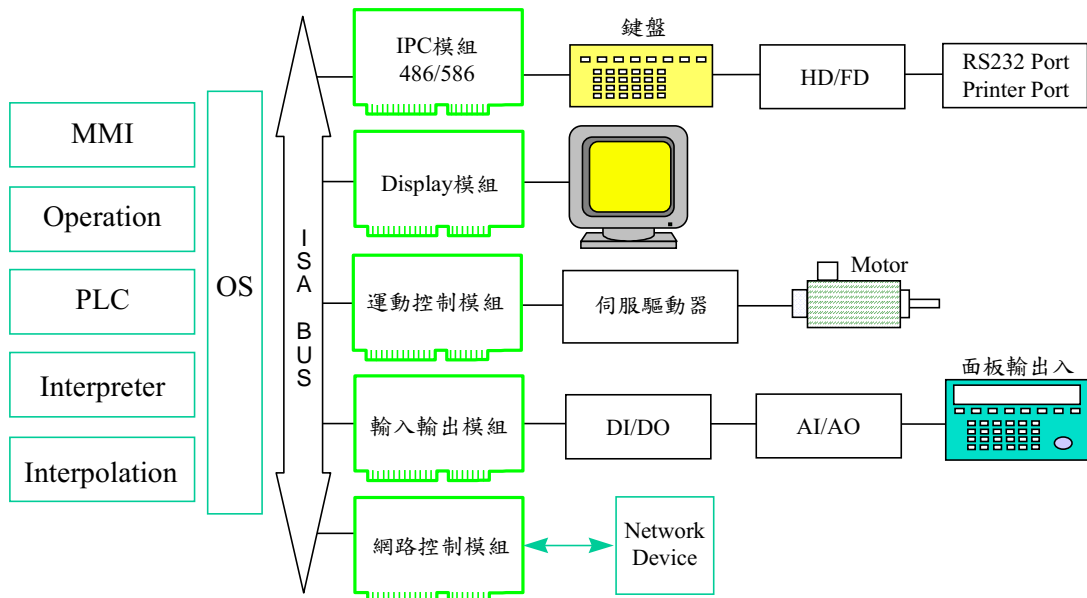 MMI
Operation
PLC
Interpreter
Interpolation
OS
ISA BUS
IPC模組
486/586
鍵盤
HD/FD
RS232 Port
Printer Port
Display模組
運動控制模組
伺服驅動器
Motor
輸入輸出模組
DI/DO
AI/AO
面板輸出入
網路控制模組
Network
Device